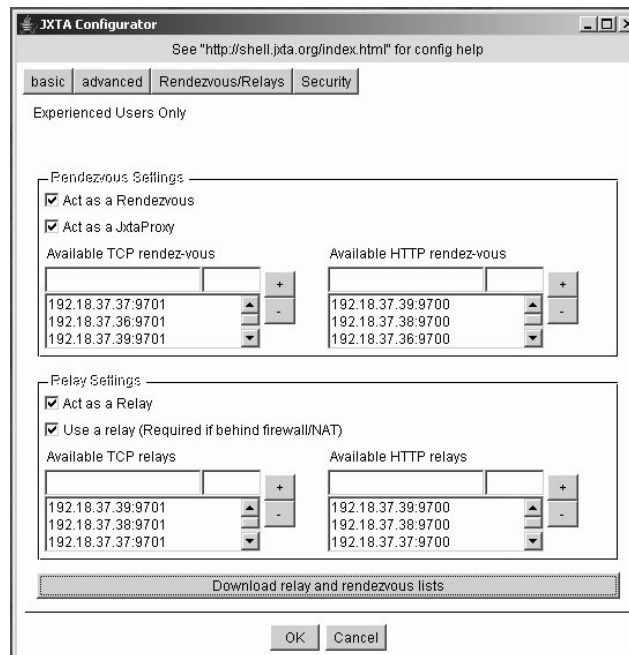 JXTA Configurator
See "http://shell.jxta.org/index.html" for config help
basic advanced Rendezvous/Relays Security
Experienced Users Only
Rendezvous Settings
Act as a Rendezvous
Act as a JxtaProxy
Available TCP rendez-vous
+
192.18.37.37:9701
192.18.37.36:9701
192.18.37.39:9701
-
Available HTTP rendez-vous
+
192.18.37.39:9700
192.18.37.38:9700
192.18.37.36:9700
-
Relay Settings
Act as a Relay
Use a relay (Required if behind firewall/NAT)
Available TCP relays
+
192.18.37.39:9701
192.18.37.38:9701
192.18.37.37:9701
-
Available HTTP relays
+
192.18.37.39:9700
192.18.37.38:9700
192.18.37.37:9700
-
Download relay and rendezvous lists
OK Cancel